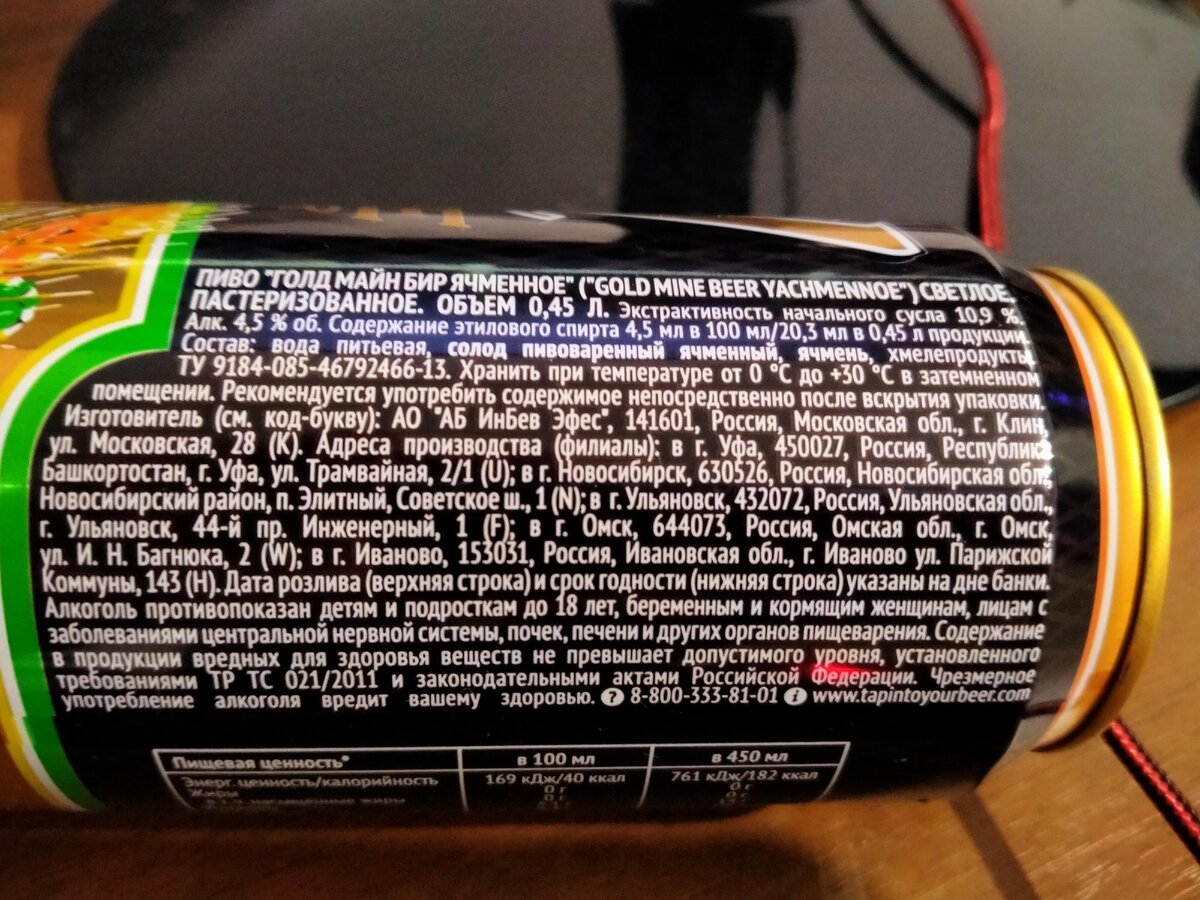 ПИВО "ГОЛД МАЙН БИР ЯЧМЕННОЕ" ("GOLD MINE BEER YACHMENNOE") СВЕТЛОЕ.
ПАСТЕРИЗОВАННОЕ. ОБЪЕМ 0,45 Л. Экстрактивность начального сусла 10,9 %.
Алк. 4,5 % об. Содержание этилового спирта 4,5 мл в 100 мл/20,3 мл в 0,45 л продукции.
Состав: вода питьевая, солод пивоваренный ячменный, ячмень, хмелепродукты.
ТУ 9184-085-46792466-13. Хранить при температуре от 0 °С до +30 °С в затемненном
помещении. Рекомендуется употребить содержимое непосредственно после вскрытия упаковки.
Изготовитель (см. код-букву): АО "АБ ИнБев Эфес", 141601, Россия, Московская обл., г. Клин,
ул. Московская, 28 (K). Адреса производства (филиалы): в г. Уфа, 450027, Россия, Республика
Башкортостан, г. Уфа, ул. Трамвайная, 2/1 (U); в г. Новосибирск, 630526, Россия, Новосибирская обл.,
Новосибирский район, п. Элитный, Советское ш., 1 (N); в г. Ульяновск, 432072, Россия, Ульяновская обл.,
г. Ульяновск, 44-й пр. Инженерный, 1 (F); в г. Омск, 644073, Россия, Омская обл., г. Омск,
ул. И. Н. Багнюка, 2 (W); в г. Иваново, 153031, Россия, Ивановская обл., г. Иваново ул. Парижской
Коммуны, 143 (H). Дата розлива (верхняя строка) и срок годности (нижняя строка) указаны на дне банки.
Алкоголь противопоказан детям и подросткам до 18 лет, беременным и кормящим женщинам, лицам с
заболеваниями центральной нервной системы, почек, печени и других органов пищеварения. Содержание
в продукции вредных для здоровья веществ не превышает допустимого уровня, установленного
требованиями ТР ТС 021/2011 и законодательными актами Российской Федерации. Чрезмерное
употребление алкоголя вредит вашему здоровью. ? 8-800-333-81-01 i www.tapintoyourbeer.com
Пищевая ценность* в 100 мл в 450 мл
Энерг.ценность/калорийность 169 кДж/40 ккал 761 кДж/182 ккал
Жиры 0 г 0 г
в т.ч. насыщенные жиры 0 г 0 г